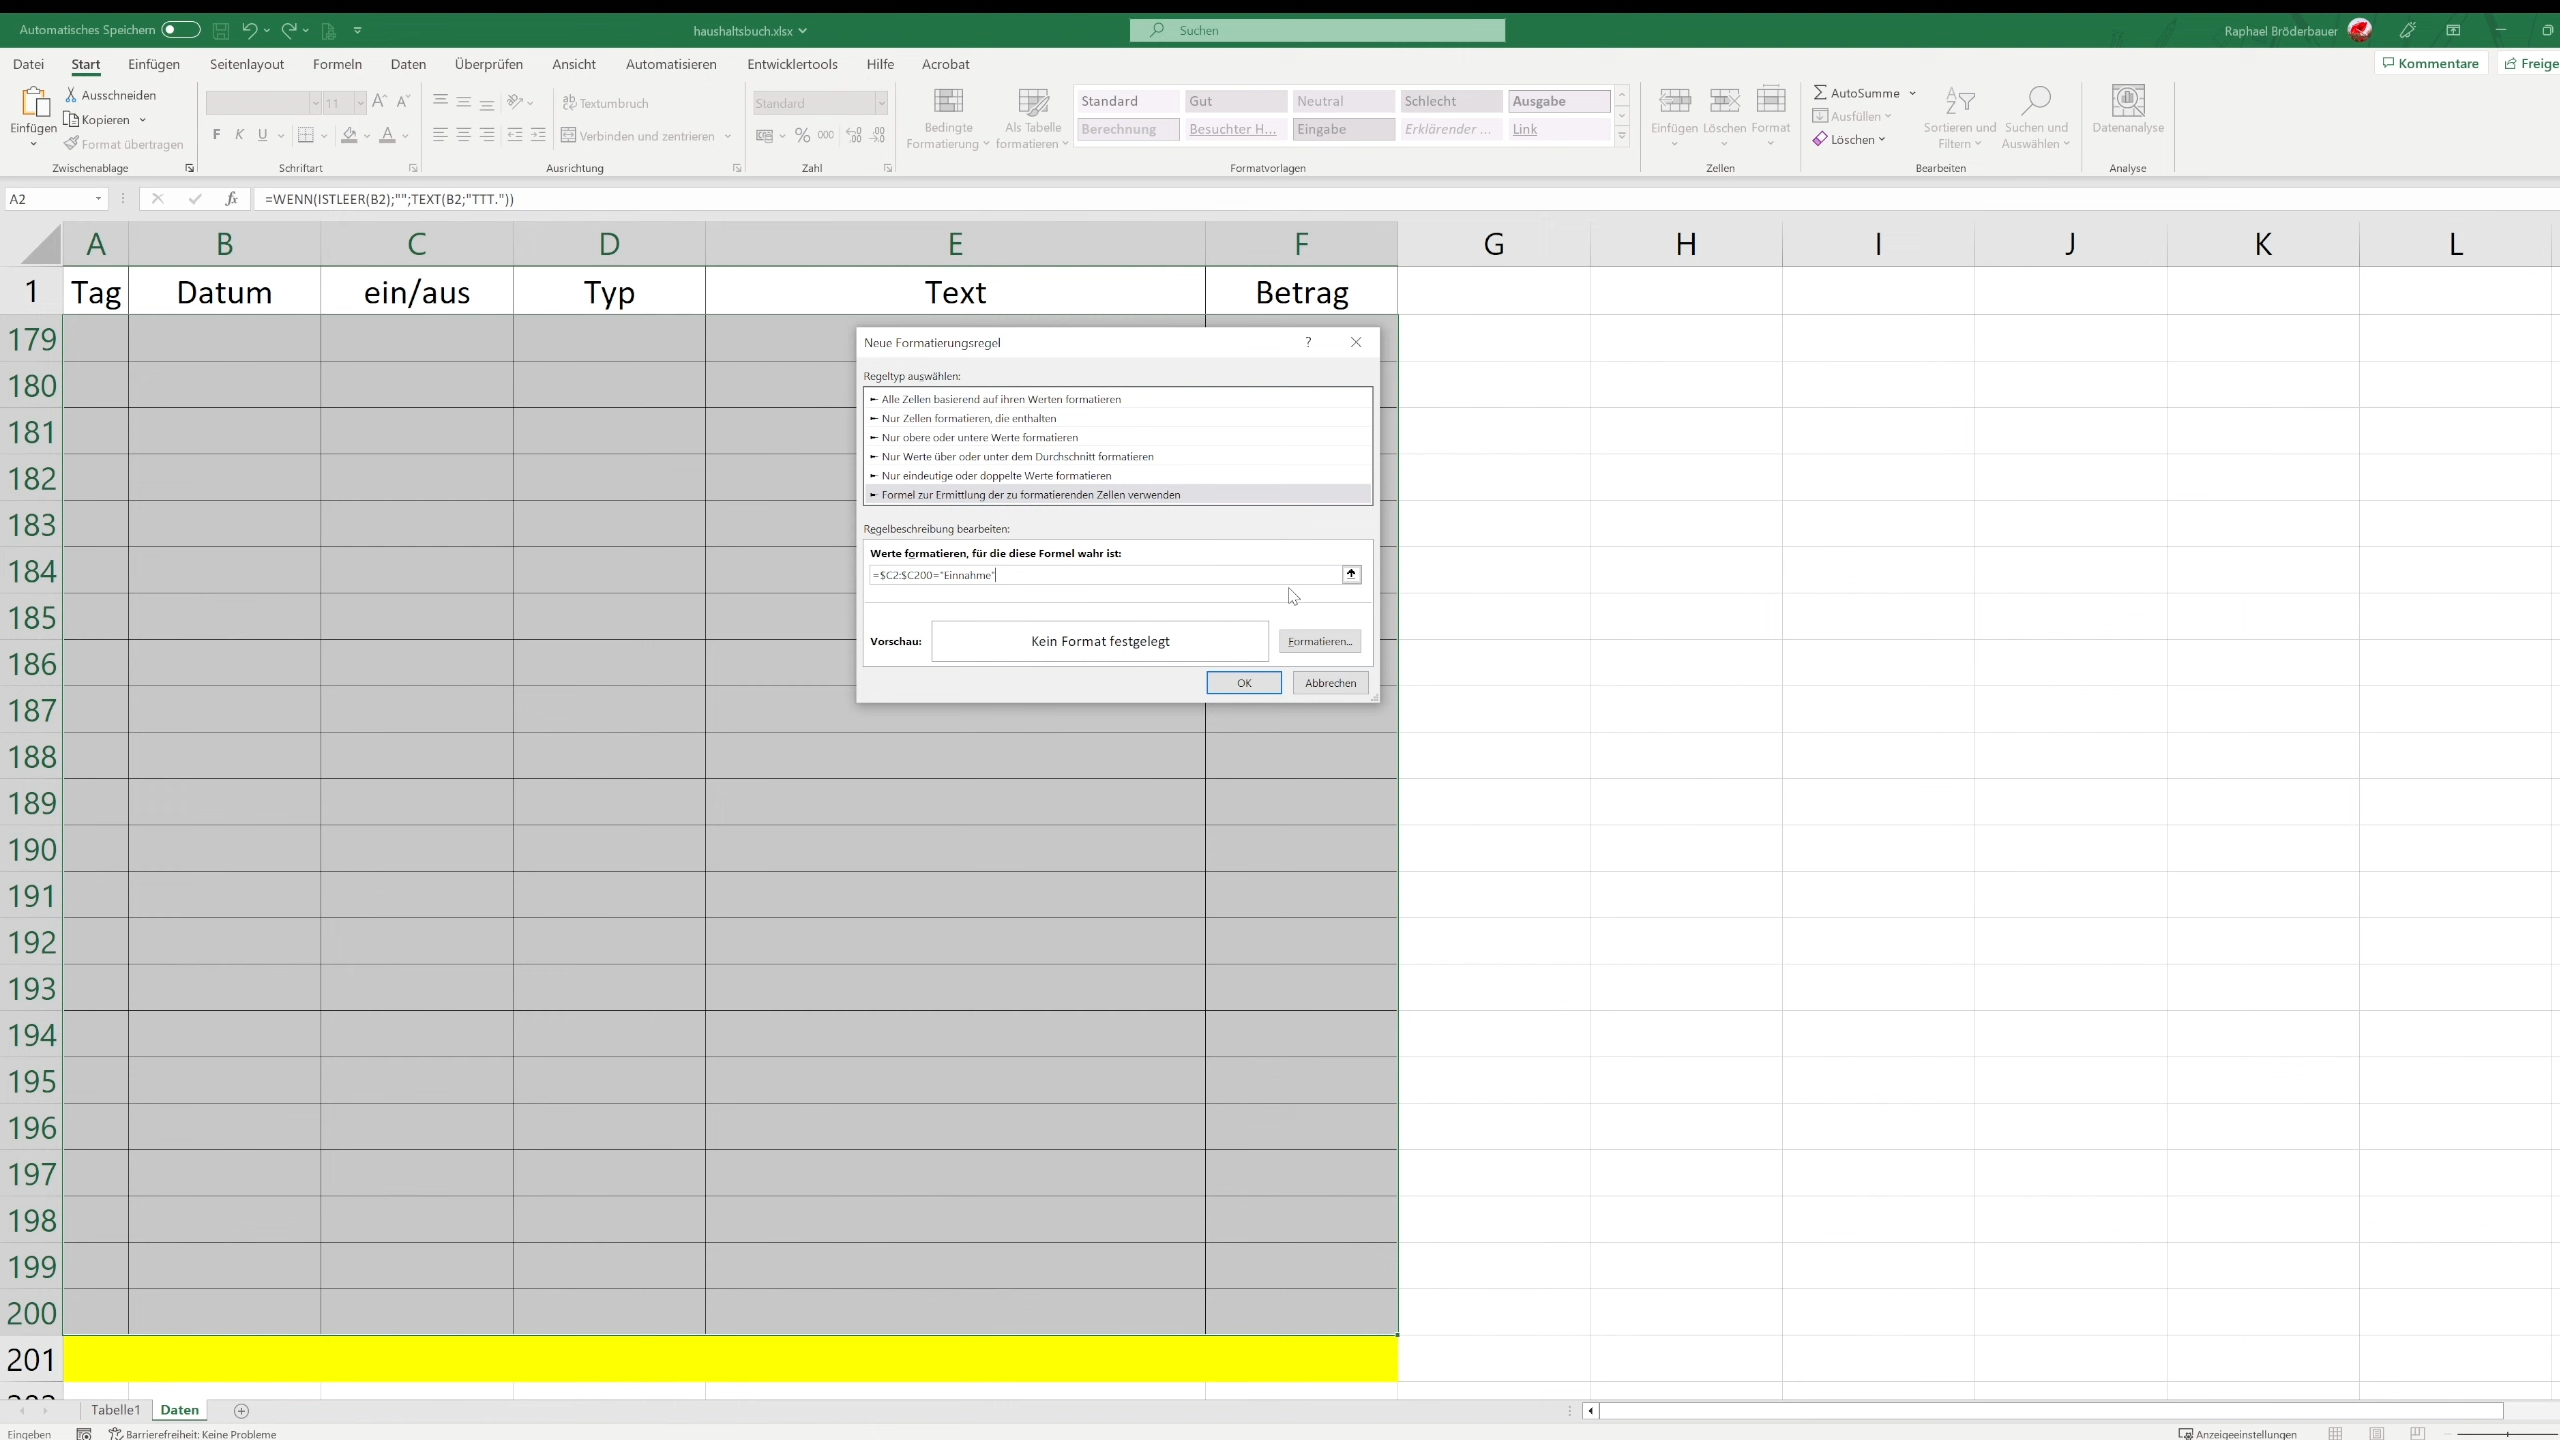 Automatisches Speichern
haushaltsbuch.xlsx
Suchen
Raphael Bröderbauer
Datei Start Einfügen Seitenlayout Formeln Daten Überprüfen Ansicht Automatisieren Entwicklertools Hilfe Acrobat
Kommentare
Freige
Einfügen
Ausschneiden
Kopieren
Format übertragen
Zwischenablage
11
F K U
Schriftart
Textumbruch
Verbinden und zentrieren
Ausrichtung
Standard
% 000
Zahl
Bedingte Formatierung
Als Tabelle formatieren
Standard Gut Neutral Schlecht Ausgabe
Berechnung Besuchter H... Eingabe Erklärender ... Link
Formatvorlagen
Einfügen Löschen Format
Zellen
AutoSumme
Ausfüllen
Löschen
Sortieren und Filtern
Suchen und Auswählen
Bearbeiten
Datenanalyse
Analyse
A2
fx
=WENN(ISTLEER(B2);"";TEXT(B2;"TTT."))
A B C D E F G H I J K L
1 Tag Datum ein/aus Typ Text Betrag
179
180
181
182
183
184
185
186
187
188
189
190
191
192
193
194
195
196
197
198
199
200
201
Neue Formatierungsregel
?
Regeltyp auswählen:
Alle Zellen basierend auf ihren Werten formatieren
Nur Zellen formatieren, die enthalten
Nur obere oder untere Werte formatieren
Nur Werte über oder unter dem Durchschnitt formatieren
Nur eindeutige oder doppelte Werte formatieren
Formel zur Ermittlung der zu formatierenden Zellen verwenden
Regelbeschreibung bearbeiten:
Werte formatieren, für die diese Formel wahr ist:
=$C2:$C200="Einnahme"
Vorschau:
Kein Format festgelegt
Formatieren...
OK
Abbrechen
Tabelle1 Daten
Eingeben
Barrierefreiheit: Keine Probleme
Anzeigeeinstellungen